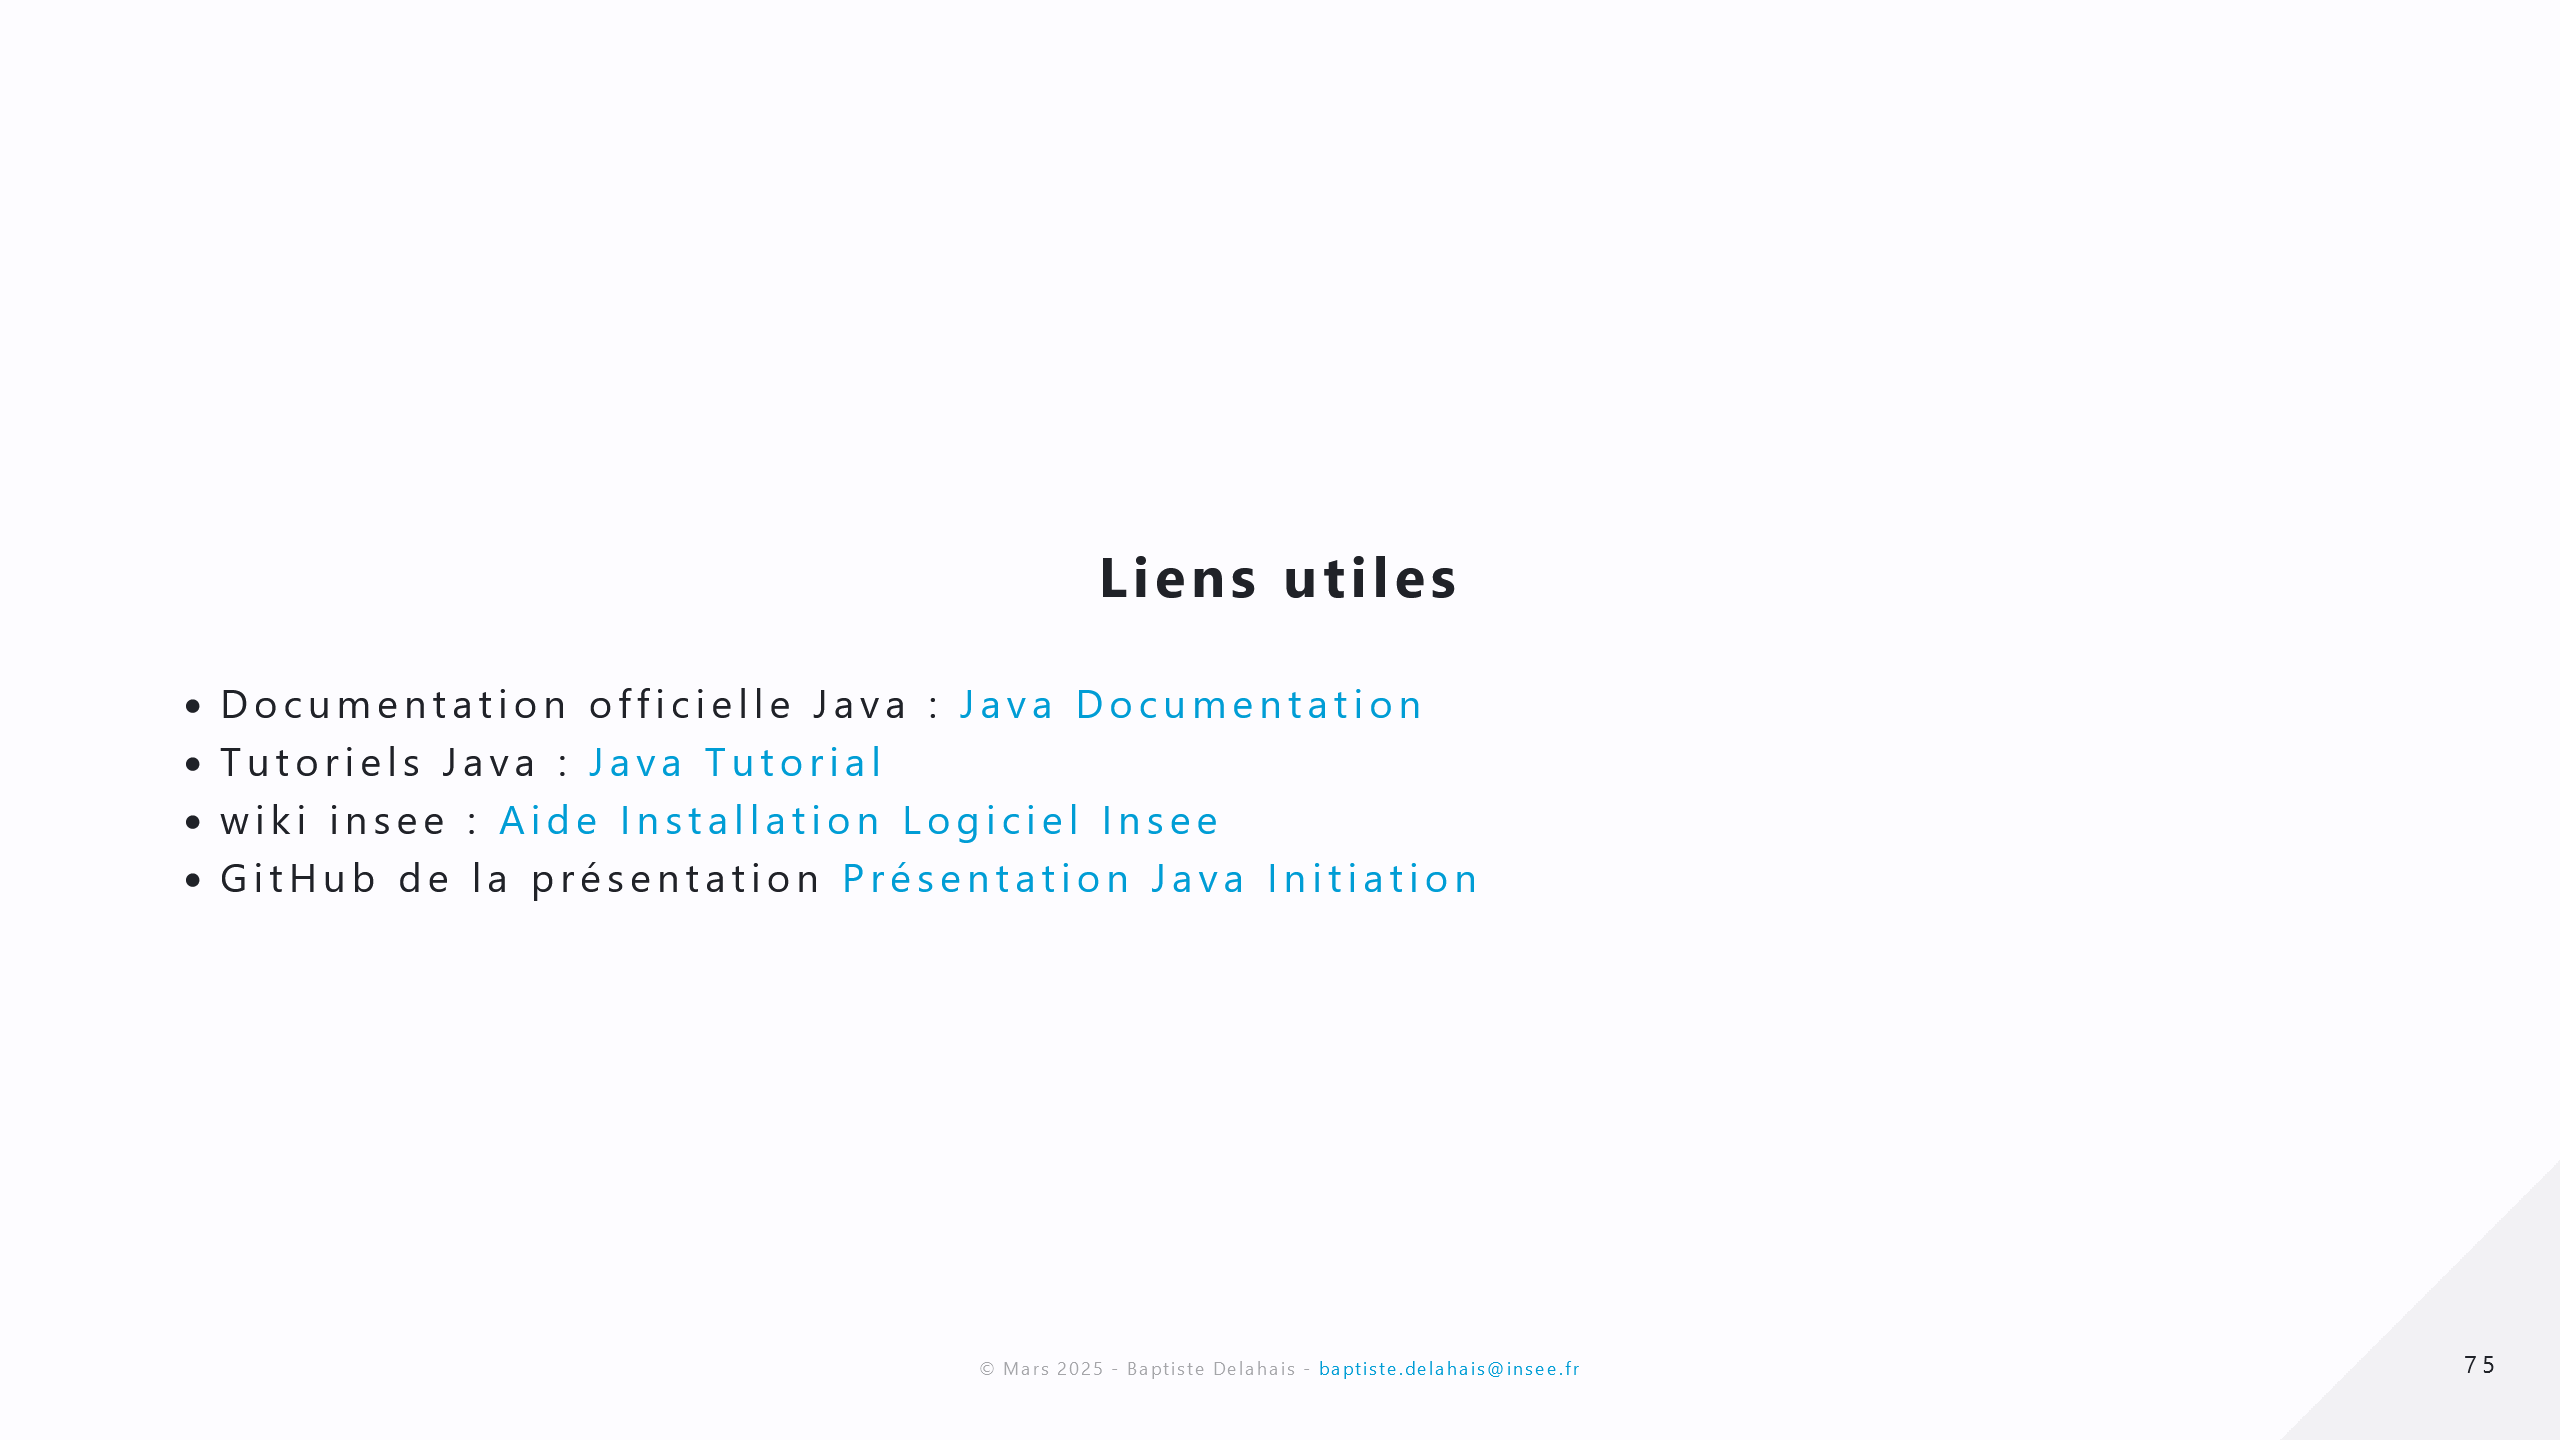 Liens utiles
• Documentation officielle Java : Java Documentation
• Tutoriels Java : Java Tutorial
• wiki insee : Aide Installation Logiciel Insee
• GitHub de la présentation Présentation Java Initiation
© Mars 2025 - Baptiste Delahais - baptiste.delahais@insee.fr
75